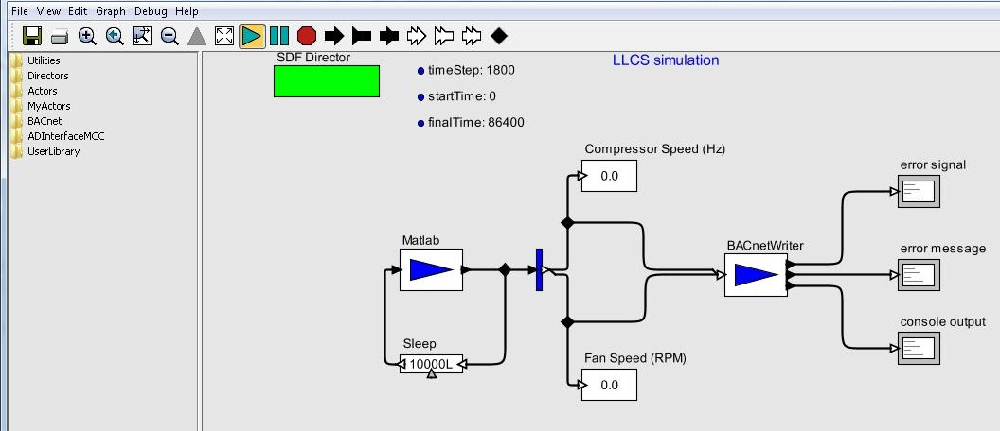 File View Edit Graph Debug Help
Utilities
Directors
Actors
MyActors
BACnet
ADInterfaceMCC
UserLibrary
SDF Director
timeStep: 1800
startTime: 0
finalTime: 86400
LLCS simulation
Compressor Speed (Hz)
0.0
error signal
Matlab
BACnetWriter
error message
Sleep
10000L
console output
Fan Speed (RPM)
0.0